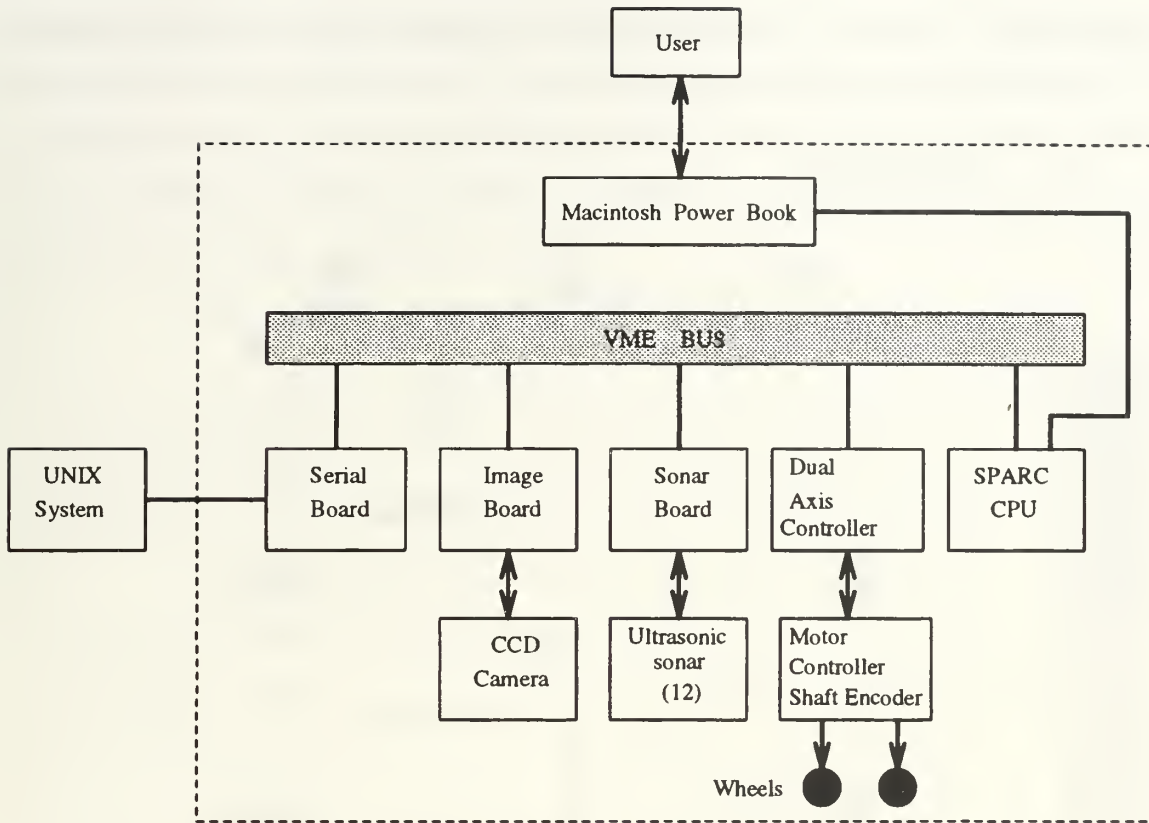 User
Macintosh Power Book
VME BUS
UNIX
System
Serial
Board
Image
Board
Sonar
Board
Dual
Axis
Controller
SPARC
CPU
CCD
Camera
Ultrasonic
sonar
(12)
Motor
Controller
Shaft Encoder
Wheels